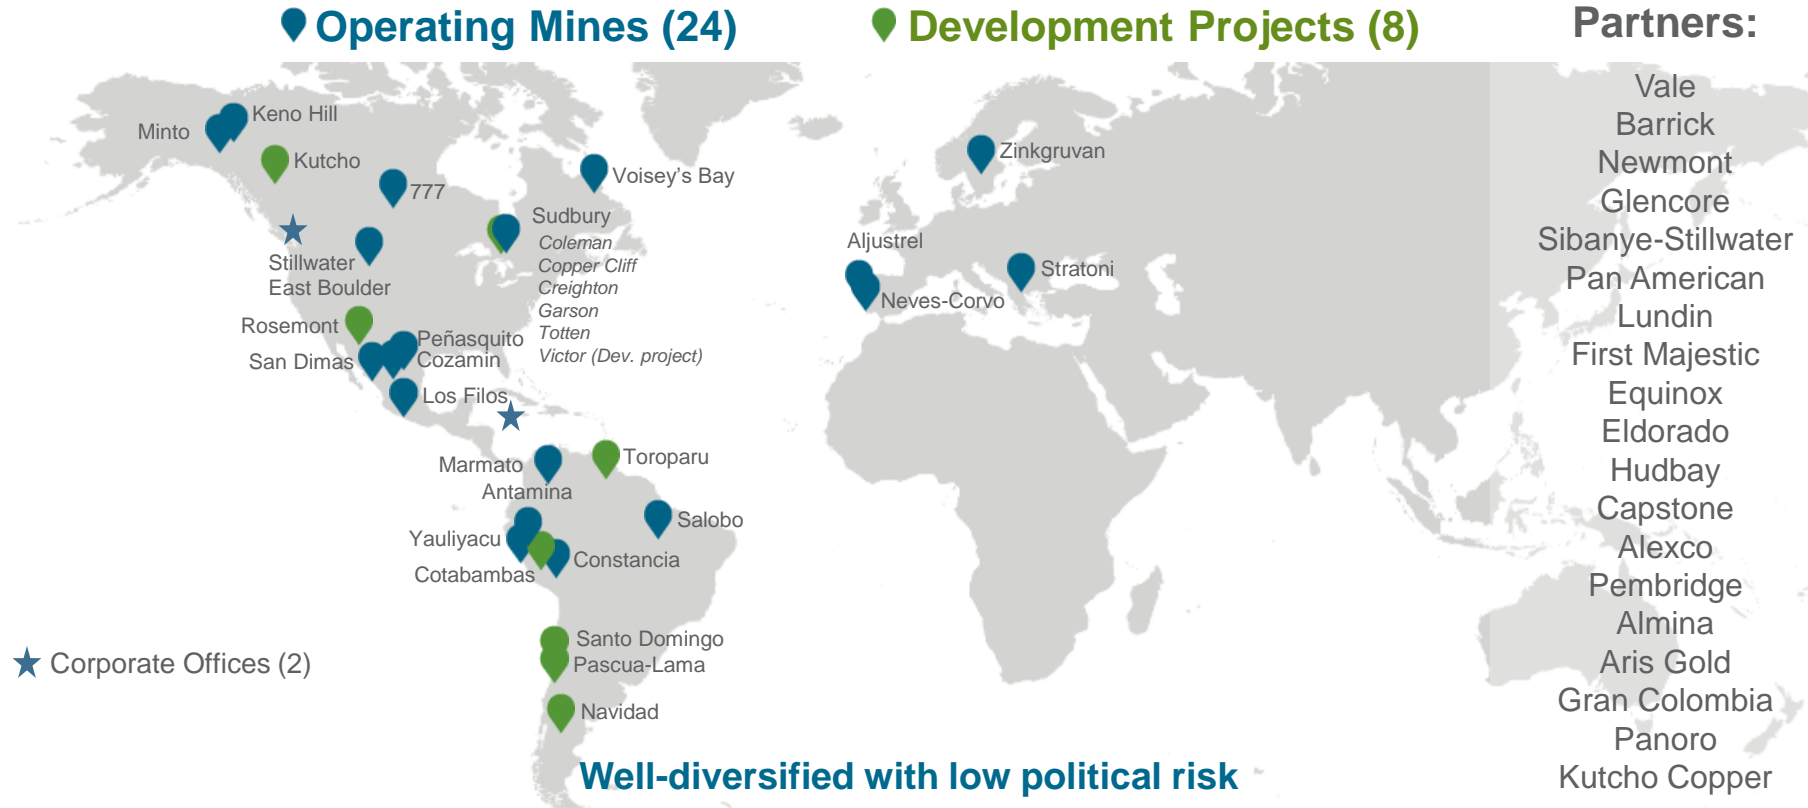 Operating Mines (24)
Development Projects (8)
Partners:
Vale
Barrick
Newmont
Glencore
Sibanye-Stillwater
Pan American
Lundin
First Majestic
Equinox
Eldorado
Hudbay
Capstone
Alexco
Pembridge
Almina
Aris Gold
Gran Colombia
Panoro
Kutcho Copper
Keno Hill
Minto
Kutcho
777
Voisey's Bay
Sudbury
Coleman
Copper Cliff
Creighton
Garson
Totten
Victor (Dev. project)
Stillwater
East Boulder
Rosemont
Peñasquito
San Dimas
Cozamin
Los Filos
Zinkgruvan
Aljustrel
Stratoni
Neves-Corvo
Marmato
Toroparu
Antamina
Salobo
Yauliyacu
Constancia
Cotabambas
Santo Domingo
Pascua-Lama
Navidad
Corporate Offices (2)
Well-diversified with low political risk